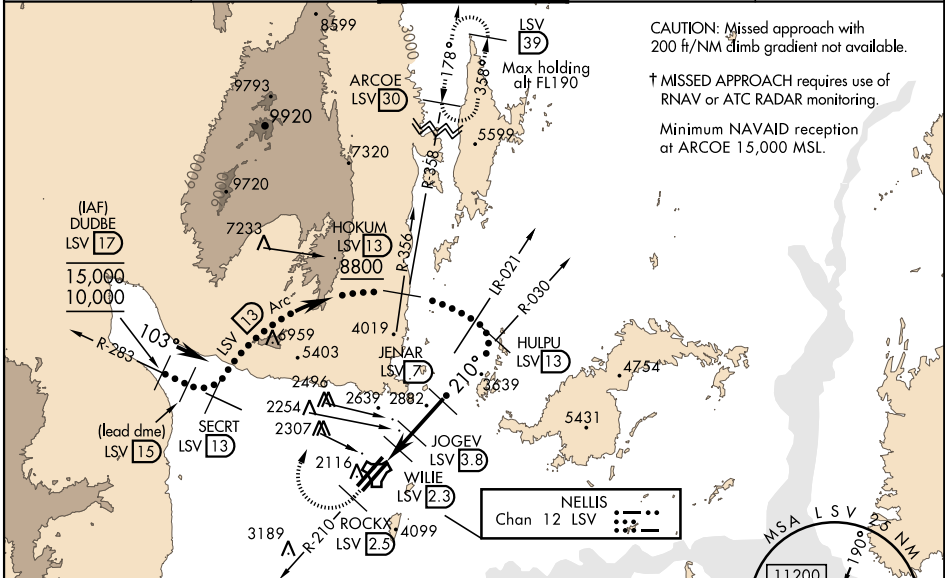 8599
3000
178°
358°
LSV
39
Max holding
alt FL190
CAUTION: Missed approach with
200 ft/NM climb gradient not available.
† MISSED APPROACH requires use of
RNAV or ATC RADAR monitoring.
Minimum NAVAID reception
at ARCOE 15,000 MSL.
ARCOE
LSV 30
9793
9920
5599
R-358
7320
6000
9000
9720
(IAF)
DUDBE
LSV 17
15,000
10,000
7233
HOKUM
LSV 13
8800
R-356
LR-021
R-030
103°
R-283
LSV 13 Arc
6959
5403
4019
JENAR
LSV 7
210°
HULPU
LSV 13
3639
4754
5431
2496
2639
2882
2254
2307
(lead dme)
LSV 15
SECRT
LSV 13
JOGEV
LSV 3.8
2116
WILIE
LSV 2.3
NELLIS
Chan 12 LSV
ROCKX
LSV 2.5
4099
3189
R-210
MSA LSV 25 NM
190°
11200